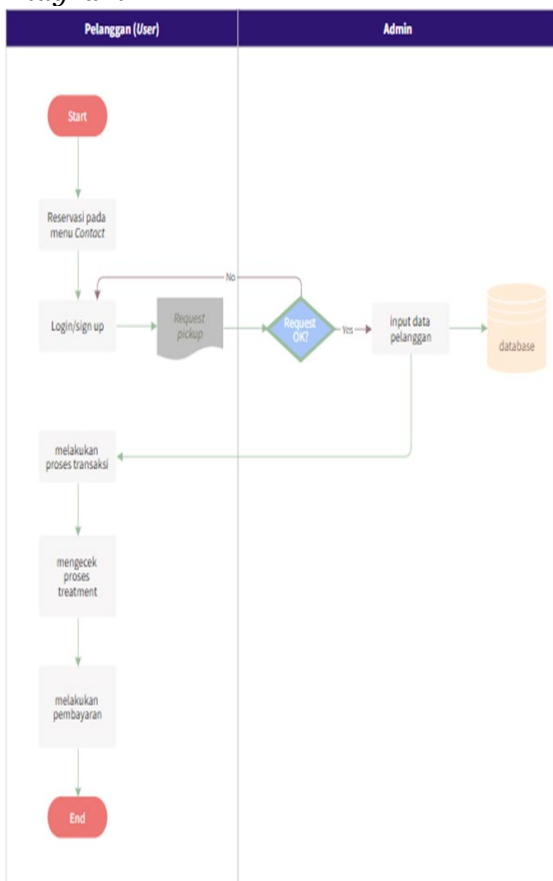 Pelanggan (User)
Admin
Start
Reservasi pada
menu Contact
No
Login/sign up
Request
pickup
Request
OK?
Yes
input data
pelanggan
database
melakukan
proses transaksi
mengecek
proses
treatment
melakukan
pembayaran
End